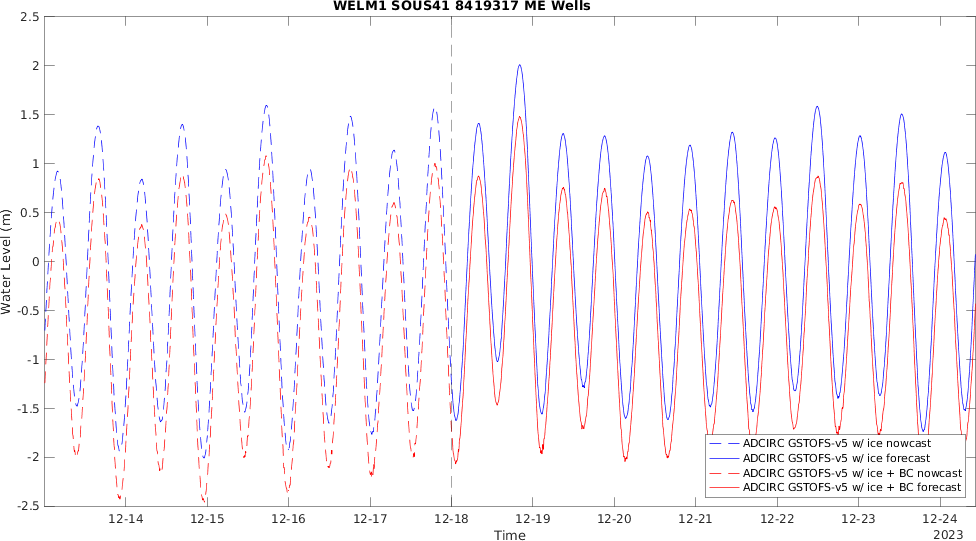 WELM1 SOUS41 8419317 ME Wells
2.5
2
1.5
1
0.5
0
-0.5
-1
-1.5
-2
-2.5
Water Level (m)
12-14 12-15 12-16 12-17 12-18 12-19 12-20 12-21 12-22 12-23 12-24
Time
2023
ADCIRC GSTOFS-v5 w/ ice nowcast
ADCIRC GSTOFS-v5 w/ ice forecast
ADCIRC GSTOFS-v5 w/ ice + BC nowcast
ADCIRC GSTOFS-v5 w/ ice + BC forecast